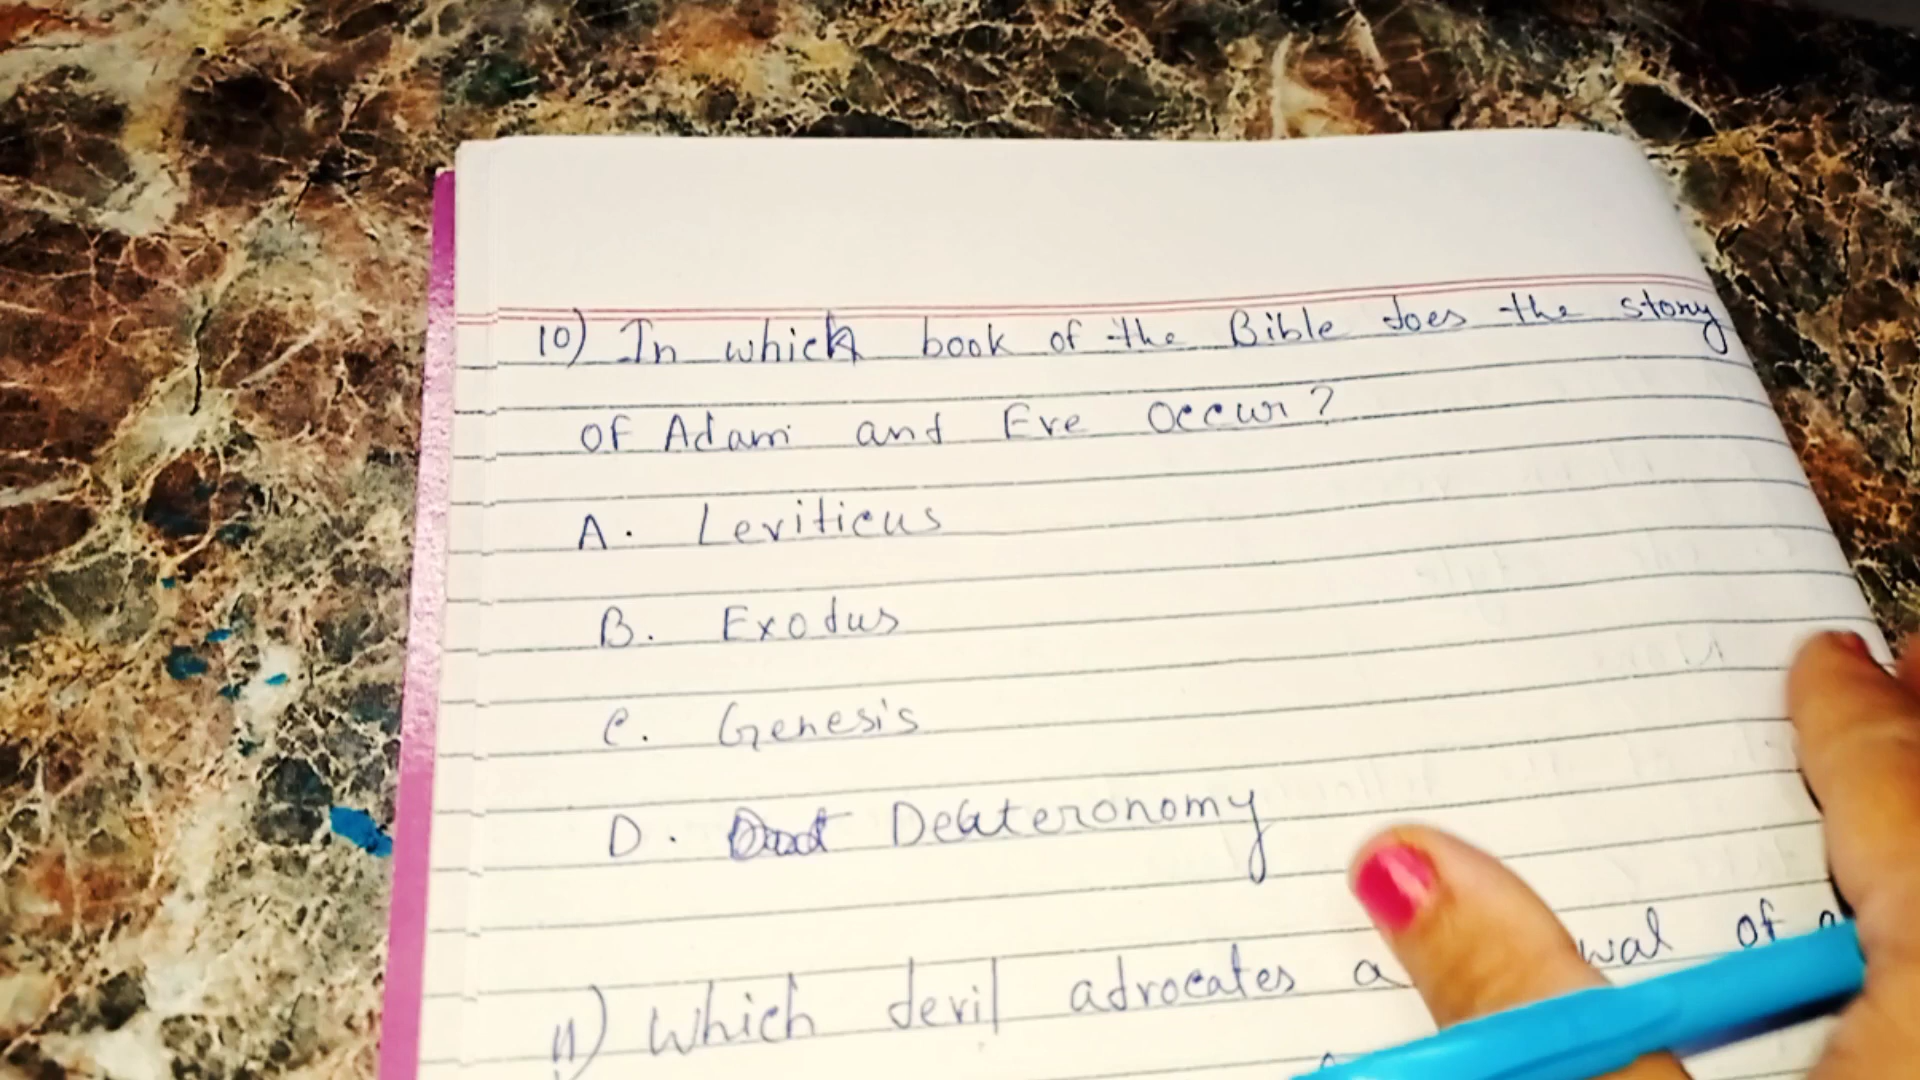 10) In which book of the Bible does the story
of Adam and Eve occur?
A. Leviticus
B. Exodus
C. Genesis
D. Deuteronomy
11) Which devil advocates a of